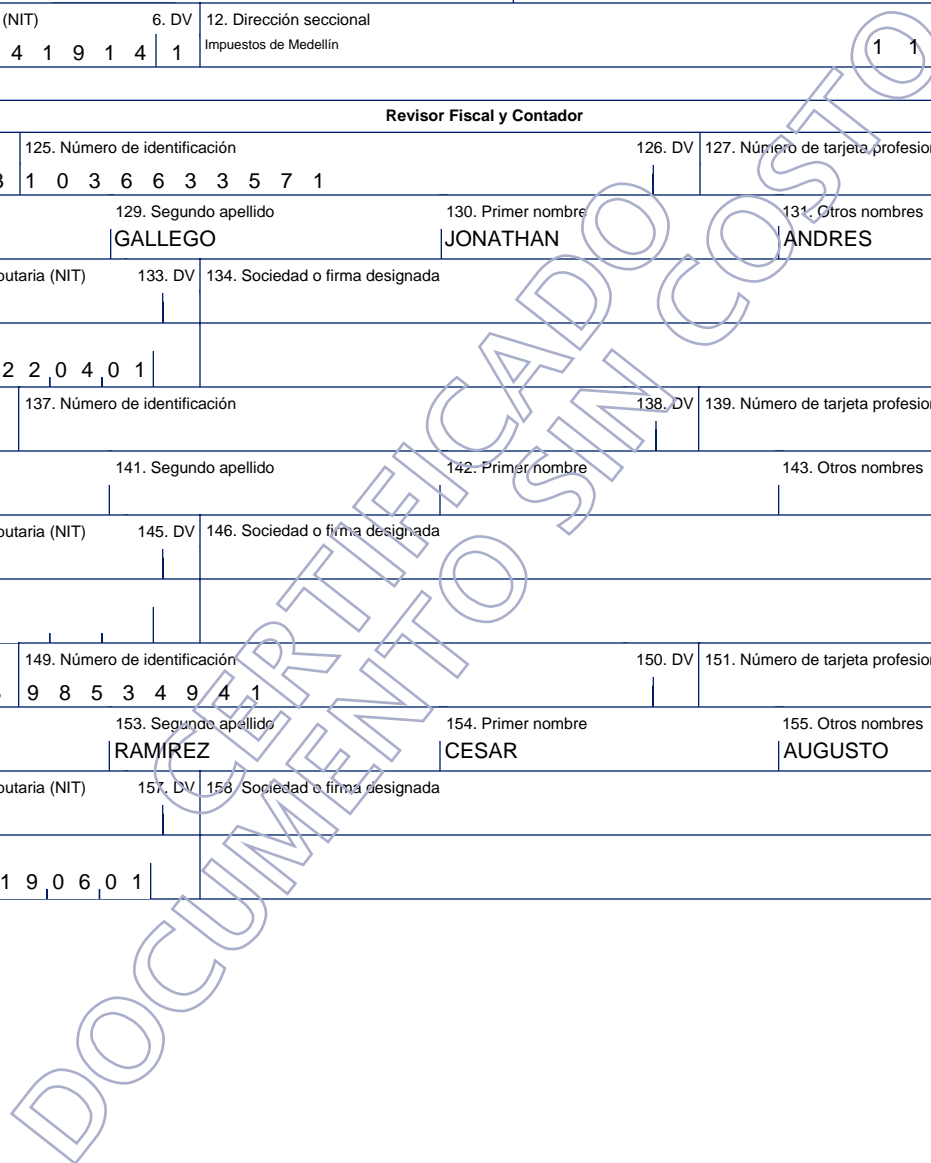 (NIT) 6. DV 12. Dirección seccional
4 1 9 1 4 1 Impuestos de Medellín 1 1
Revisor Fiscal y Contador
125. Número de identificación 126. DV 127. Número de tarjeta profesion
1 0 3 6 6 3 3 5 7 1
129. Segundo apellido 130. Primer nombre 131. Otros nombres
GALLEGO JONATHAN ANDRES
butaria (NIT) 133. DV 134. Sociedad o firma designada
2 2 0 4 0 1
137. Número de identificación 138. DV 139. Número de tarjeta profesion
141. Segundo apellido 142. Primer nombre 143. Otros nombres
butaria (NIT) 145. DV 146. Sociedad o firma designada
149. Número de identificación 150. DV 151. Número de tarjeta profesion
9 8 5 3 4 9 4 1
153. Segundo apellido 154. Primer nombre 155. Otros nombres
RAMIREZ CESAR AUGUSTO
butaria (NIT) 157. DV 158. Sociedad o firma designada
1 9 0 6 0 1
CERTIFICADO
DOCUMENTO SIN COSTO